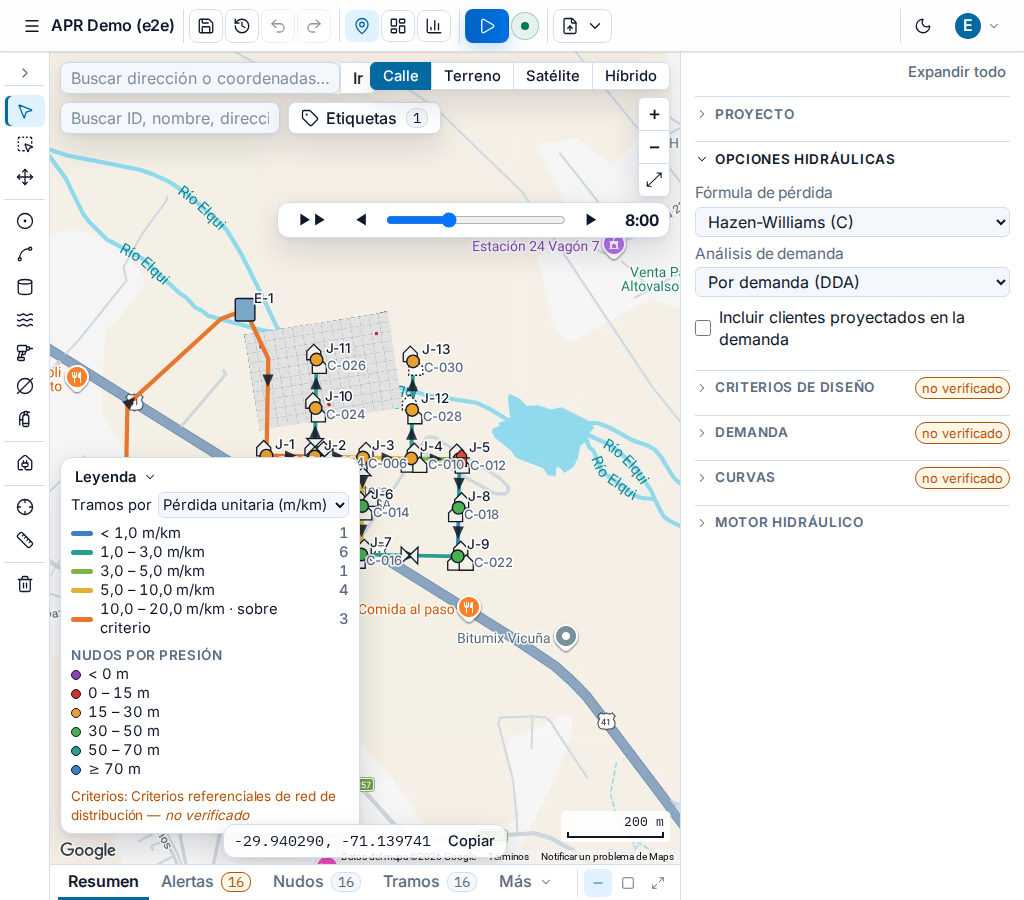 APR Demo (e2e)
E
Buscar dirección o coordenadas...
Ir
Calle
Terreno
Satélite
Híbrido
Buscar ID, nombre, direcci
Etiquetas 1
+
−
8:00
Río Elqui
Río Elqui
Estación 24 Vagón 7
Venta Pa
Altovalso
E-1
J-11
C-026
J-13
C-030
J-10
C-024
J-12
C-028
J-1
J-2
J-3
J-4
J-5
C-006
C-010
C-012
J-6
C-014
J-8
C-018
J-7
C-016
J-9
C-022
Río Elqui
Río Elqui
Comida al paso
Bitumix Vicuña
41
Leyenda
Tramos por
Pérdida unitaria (m/km)
< 1,0 m/km 1
1,0 – 3,0 m/km 6
3,0 – 5,0 m/km 1
5,0 – 10,0 m/km 4
10,0 – 20,0 m/km · sobre
criterio 3
NUDOS POR PRESIÓN
< 0 m
0 – 15 m
15 – 30 m
30 – 50 m
50 – 70 m
≥ 70 m
Criterios: Criterios referenciales de red de
distribución — no verificado
-29.940290, -71.139741 Copiar
200 m
Google
Términos
Notificar un problema de Maps
Resumen
Alertas 16
Nudos 16
Tramos 16
Más
Expandir todo
PROYECTO
OPCIONES HIDRÁULICAS
Fórmula de pérdida
Hazen-Williams (C)
Análisis de demanda
Por demanda (DDA)
Incluir clientes proyectados en la
demanda
CRITERIOS DE DISEÑO no verificado
DEMANDA no verificado
CURVAS no verificado
MOTOR HIDRÁULICO